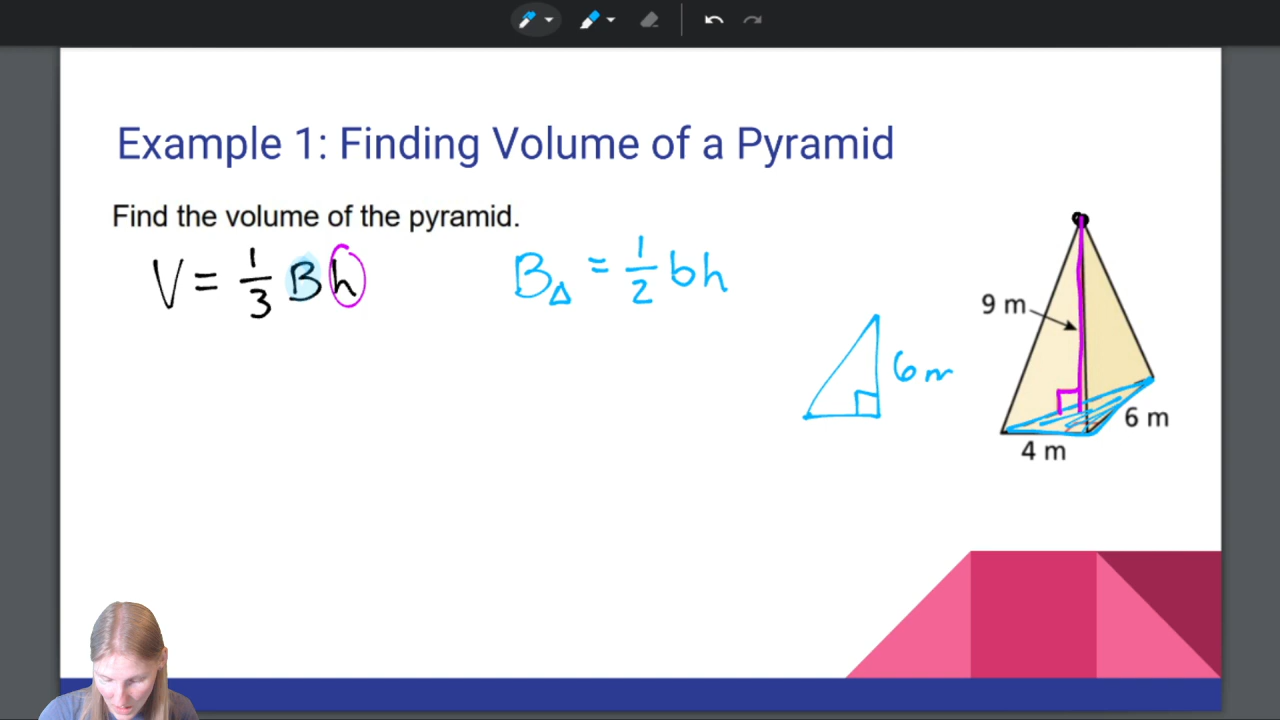 Example 1: Finding Volume of a Pyramid
Find the volume of the pyramid.
V = 1/3 Bh
B△ = 1/2 bh
6m
9 m
6 m
4 m